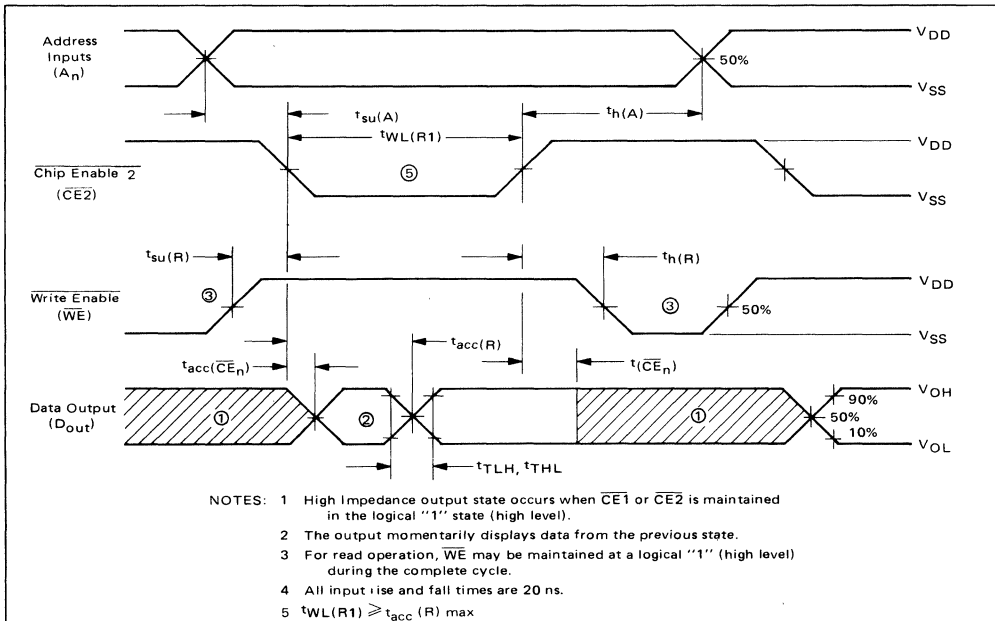 Address
Inputs
(An)
VDD
50%
VSS
tsu(A)
th(A)
tWL(R1)
Chip Enable 2
(CE2)
⑤
VDD
VSS
tsu(R)
th(R)
Write Enable
(WE)
③
③
VDD
50%
VSS
tacc(CEn)
tacc(R)
t(CEn)
Data Output
(Dout)
①
②
①
VOH
90%
50%
10%
VOL
tTLH, tTHL
NOTES: 1 High Impedance output state occurs when CE1 or CE2 is maintained
in the logical "1" state (high level).
2 The output momentarily displays data from the previous state.
3 For read operation, WE may be maintained at a logical "1" (high level)
during the complete cycle.
4 All input rise and fall times are 20 ns.
5 tWL(R1) ⩾ tacc (R) max